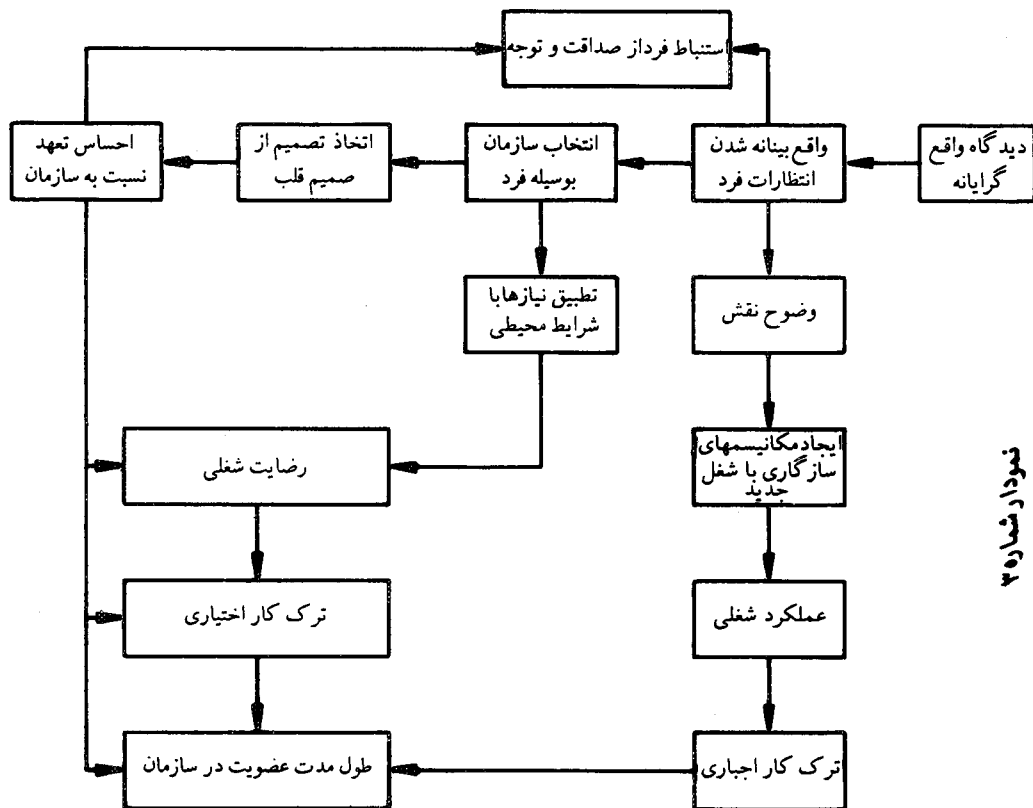 استنباط فرد از صداقت و توجه
دیدگاه واقع
گرایانه
واقع بینانه شدن
انتظارات فرد
انتخاب سازمان
بوسیله فرد
اتخاذ تصمیم از
صمیم قلب
احساس تعهد
نسبت به سازمان
وضوح نقش
تطبیق نیازها با
شرایط محیطی
ایجاد مکانیسمهای
سازگاری با شغل
جدید
رضایت شغلی
عملکرد شغلی
ترک کار اختیاری
ترک کار اجباری
طول مدت عضویت در سازمان
نمودار شماره ۳